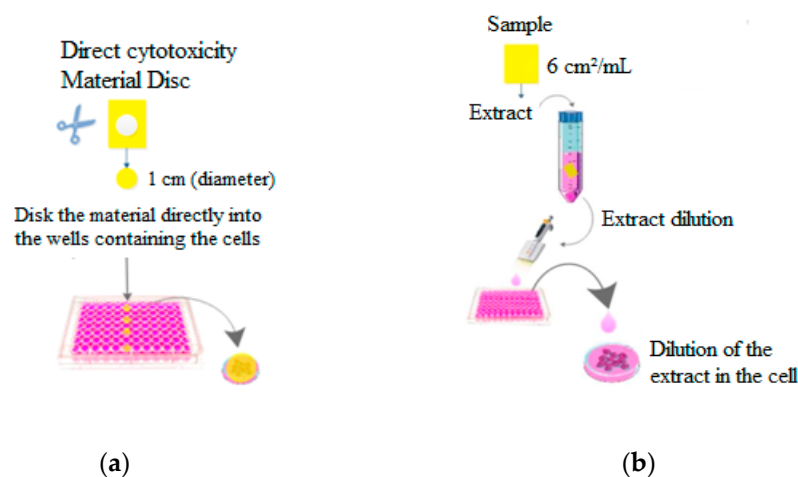 Direct cytotoxicity
Material Disc
1 cm (diameter)
Disk the material directly into
the wells containing the cells
(a)
Sample
6 cm²/mL
Extract
Extract dilution
Dilution of the
extract in the cell
(b)